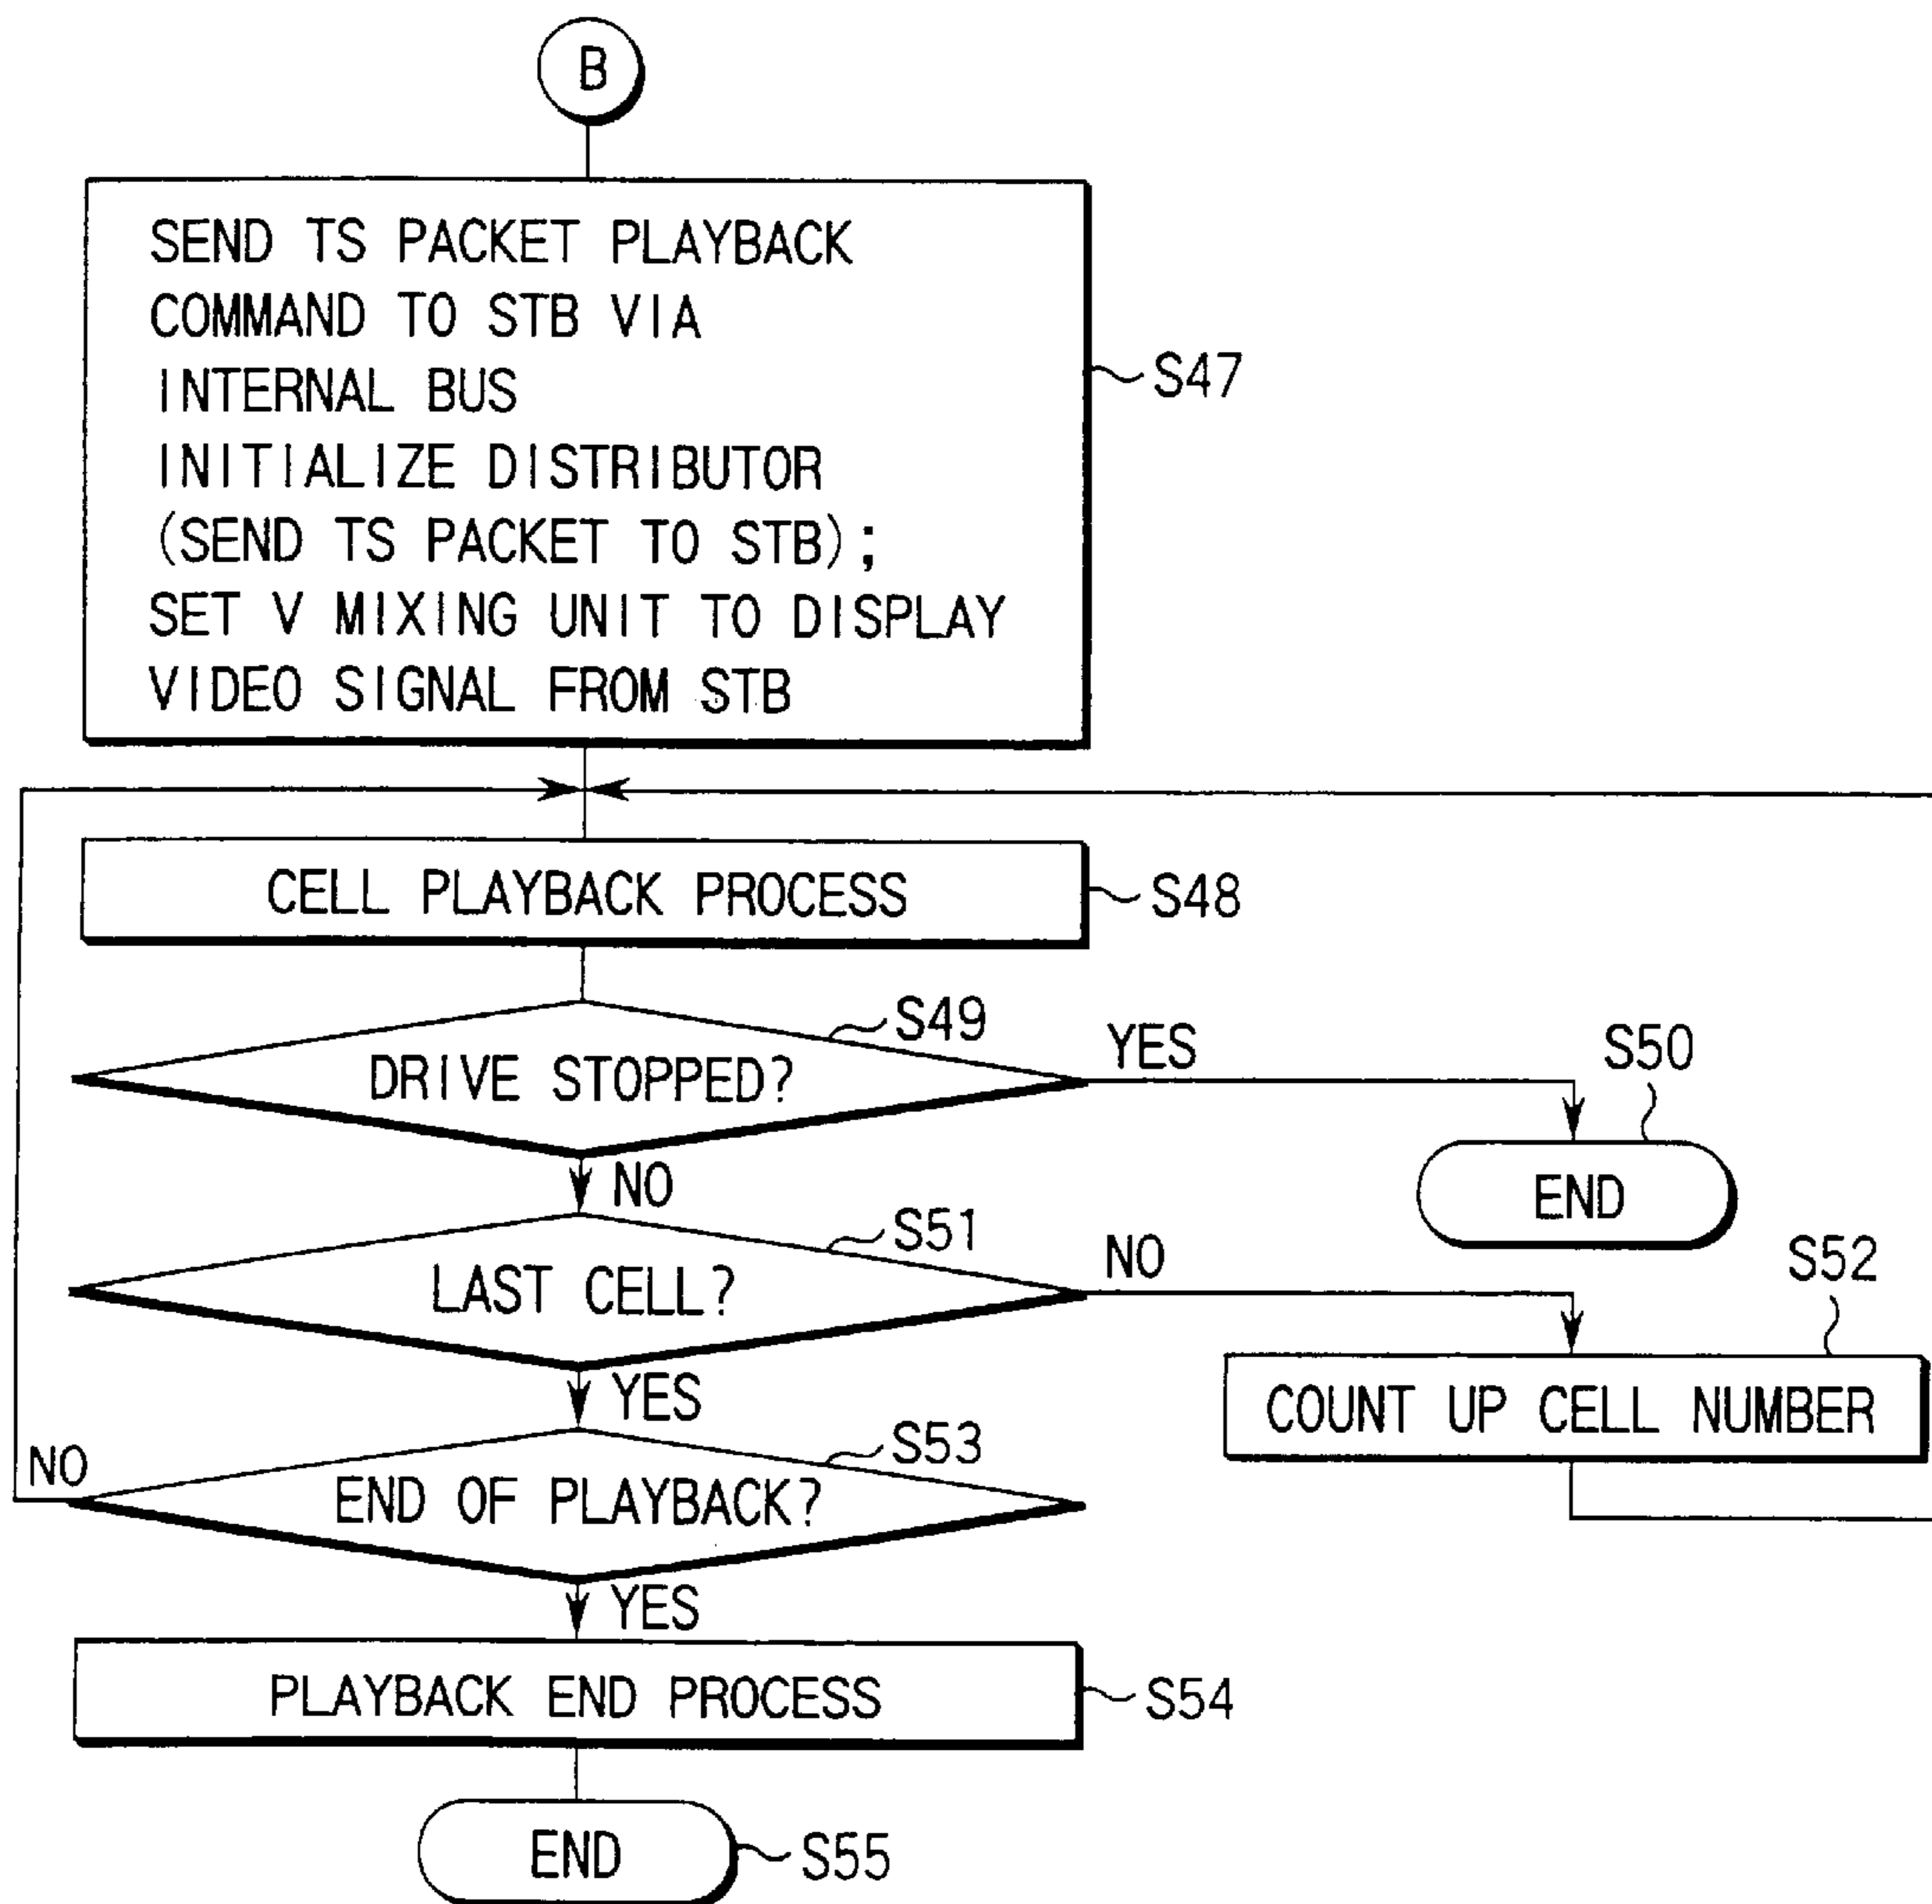 B
SEND TS PACKET PLAYBACK
COMMAND TO STB VIA
INTERNAL BUS
INITIALIZE DISTRIBUTOR
(SEND TS PACKET TO STB);
SET V MIXING UNIT TO DISPLAY
VIDEO SIGNAL FROM STB
S47
CELL PLAYBACK PROCESS
S48
S49
DRIVE STOPPED?
YES
S50
END
NO
S51
LAST CELL?
NO
S52
COUNT UP CELL NUMBER
YES
S53
END OF PLAYBACK?
NO
YES
PLAYBACK END PROCESS
S54
END
S55